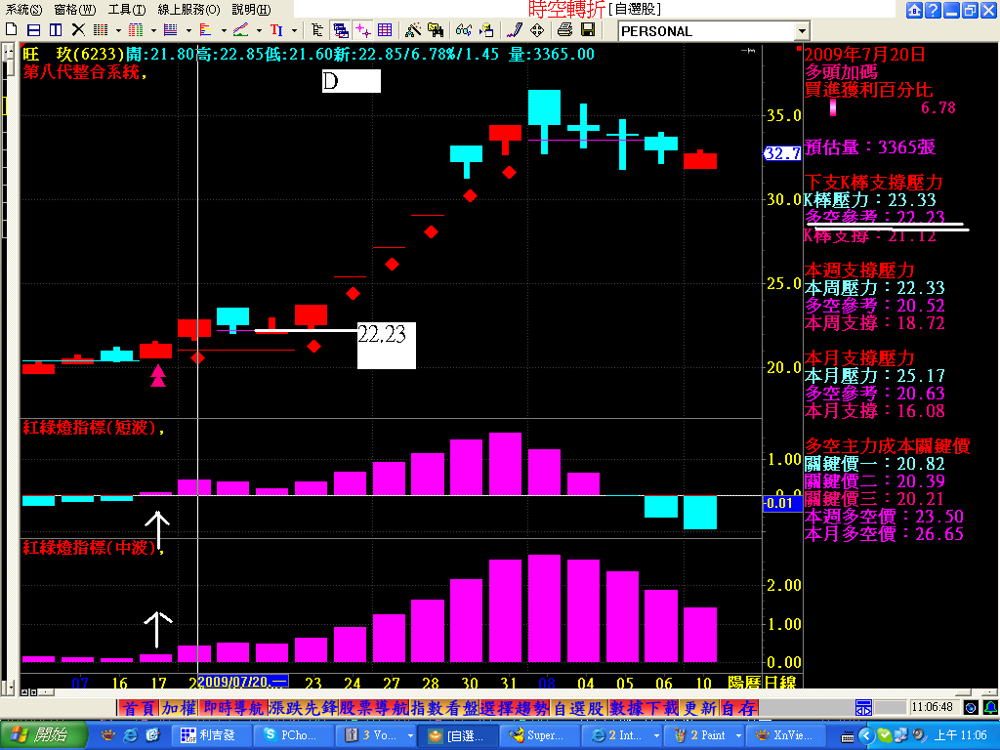 系統(S) 窗格(W) 工具(T) 線上服務(O) 說明(H)
時空轉折 [自選股]
PERSONAL
旺 玖(6233)開:21.80高:22.85低:21.60新:22.85/6.78%/1.45 量:3365.00
第八代整合系統,
D
22,23
35.0
32.7
30.0
25.0
20.0
2009年7月20日
多頭加碼
買進獲利百分比
6.78
預估量：3365張
下支K棒支撐壓力
K棒壓力：23.33
多空參考：22.23
K棒支撐：21.12
本週支撐壓力
本周壓力：22.33
多空參考：20.52
本周支撐：18.72
本月支撐壓力
本月壓力：25.17
多空參考：20.63
本月支撐：16.08
多空主力成本關鍵價
關鍵價一：20.82
關鍵價二：20.39
關鍵價三：20.21
本週多空價：23.50
本月多空價：26.65
紅綠燈指標(短波),
1.00
0.0
-0.01
紅綠燈指標(中波),
2.00
1.00
0.00
07 16 17 2 2009/07/20,一 23 24 27 28 30 31 08 04 05 06 10 陽曆日線
首頁 加權 即時導航 漲跌先鋒 股票導航 指數看盤 選擇趨勢 自選股 數據下載 更新 自存
11:06:48
開始 利吉發 PCho... 3 Vo... [自選... Super... 2 Int... 2 Paint XnVie... 上午 11:06